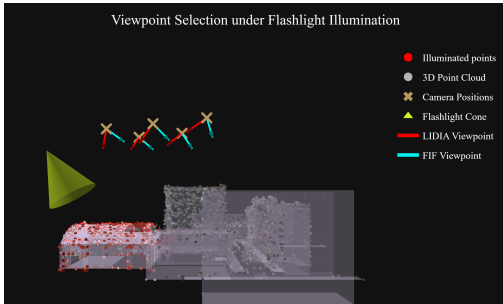 Viewpoint Selection under Flashlight Illumination
Illuminated points
3D Point Cloud
Camera Positions
Flashlight Cone
LIDIA Viewpoint
FIF Viewpoint